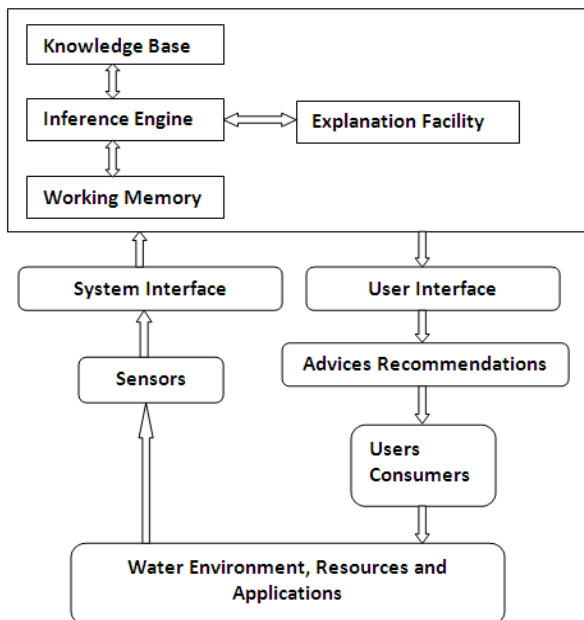 Knowledge Base
Inference Engine
Explanation Facility
Working Memory
System Interface
User Interface
Sensors
Advices Recommendations
Users
Consumers
Water Environment, Resources and
Applications